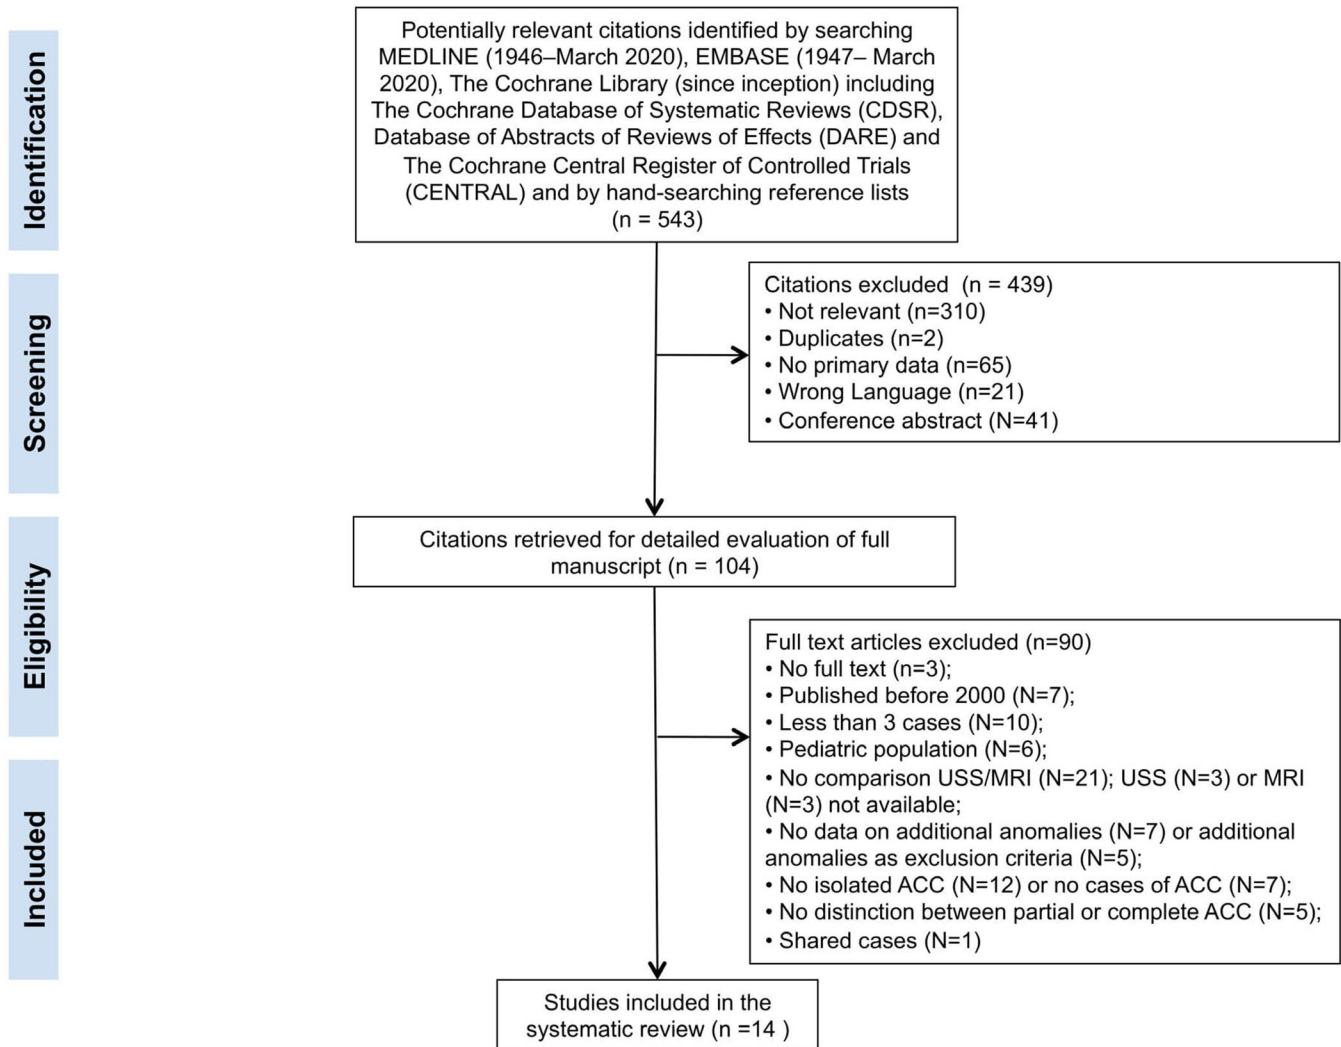 Identification
Potentially relevant citations identified by searching
MEDLINE (1946–March 2020), EMBASE (1947– March
2020), The Cochrane Library (since inception) including
The Cochrane Database of Systematic Reviews (CDSR),
Database of Abstracts of Reviews of Effects (DARE) and
The Cochrane Central Register of Controlled Trials
(CENTRAL) and by hand-searching reference lists
(n = 543)
Screening
Citations excluded (n = 439)
• Not relevant (n=310)
• Duplicates (n=2)
• No primary data (n=65)
• Wrong Language (n=21)
• Conference abstract (N=41)
Eligibility
Citations retrieved for detailed evaluation of full
manuscript (n = 104)
Full text articles excluded (n=90)
• No full text (n=3);
• Published before 2000 (N=7);
• Less than 3 cases (N=10);
• Pediatric population (N=6);
• No comparison USS/MRI (N=21); USS (N=3) or MRI
(N=3) not available;
• No data on additional anomalies (N=7) or additional
anomalies as exclusion criteria (N=5);
• No isolated ACC (N=12) or no cases of ACC (N=7);
• No distinction between partial or complete ACC (N=5);
• Shared cases (N=1)
Included
Studies included in the
systematic review (n =14 )